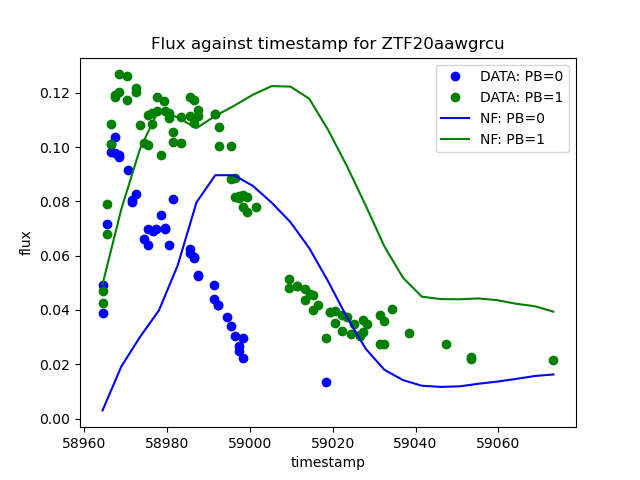 Flux against timestamp for ZTF20aawgrcu
DATA: PB=0
DATA: PB=1
NF: PB=0
NF: PB=1
0.12
0.10
0.08
0.06
0.04
0.02
0.00
flux
58960 58980 59000 59020 59040 59060
timestamp